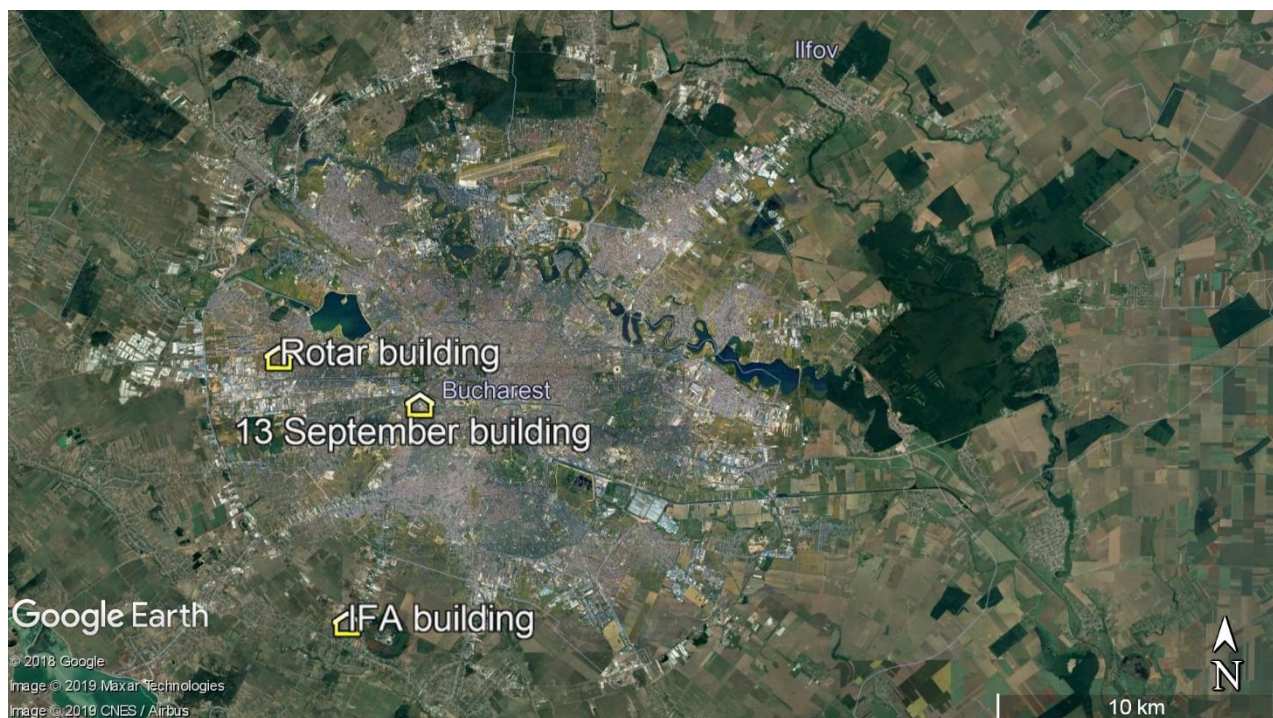 Ilfov
Rotar building
Bucharest
13 September building
IFA building
Google Earth
© 2018 Google
Image © 2019 Maxar Technologies
Image © 2019 CNES / Airbus
N
10 km